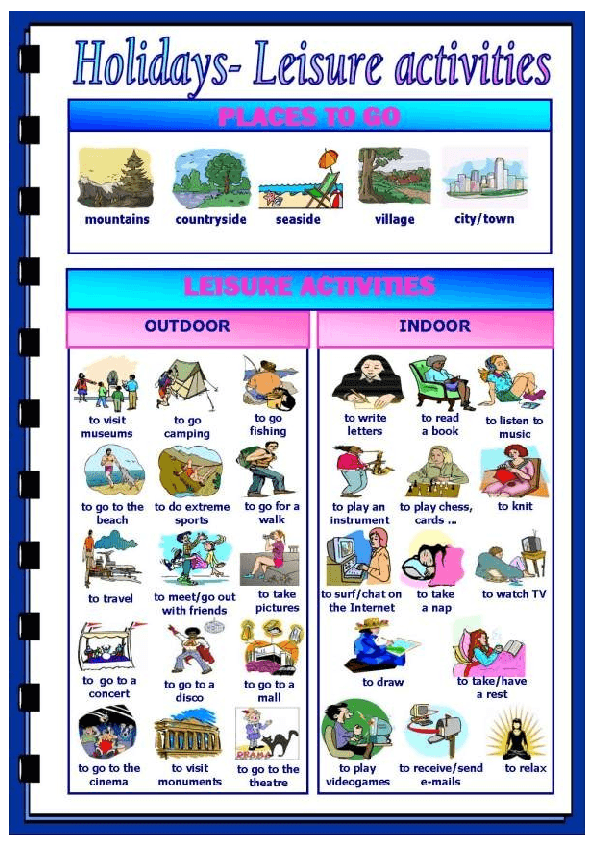 Holidays- Leisure activities
PLACES TO GO
mountains
countryside
seaside
village
city/town
LEISURE ACTIVITIES
OUTDOOR
to visit
museums
to go
camping
to go
fishing
to go to the
beach
to do extreme
sports
to go for a
walk
to travel
to meet/go out
with friends
to take
pictures
to go to a
concert
to go to a
disco
to go to a
mall
to go to the
cinema
to visit
monuments
DRAMA
to go to the
theatre
INDOOR
to write
letters
to read
a book
to listen to
music
to play an
instrument
to play chess,
cards ...
to knit
to surf/chat on
the Internet
to take
a nap
to watch TV
to draw
to take/have
a rest
to play
videogames
to receive/send
e-mails
to relax